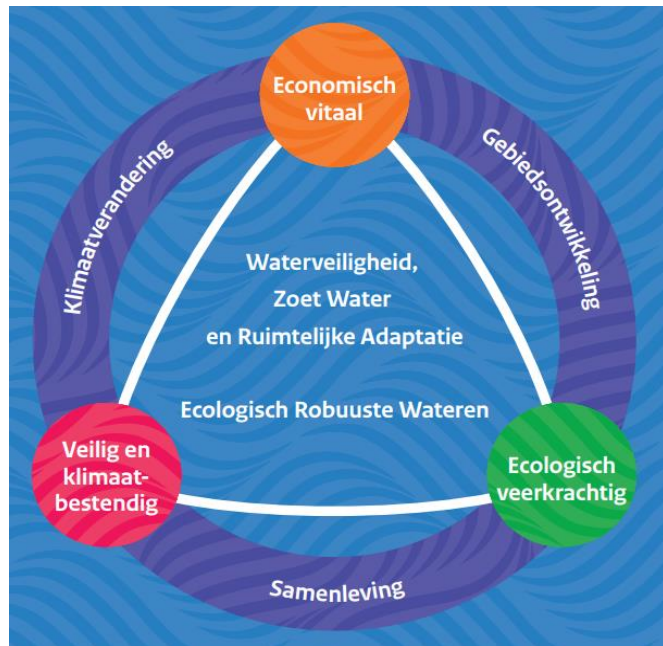 Economisch
vitaal
Klimaatverandering
Gebiedsontwikkeling
Waterveiligheid,
Zoet Water
en Ruimtelijke Adaptatie
Ecologisch Robuuste Wateren
Veilig en
klimaat-
bestendig
Ecologisch
veerkrachtig
Samenleving